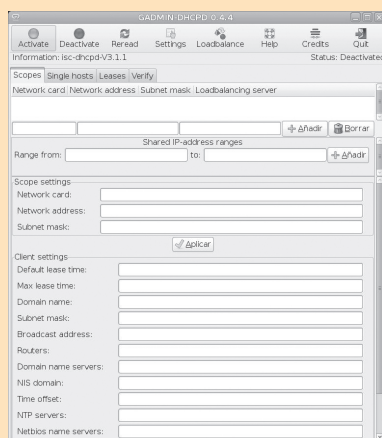 GADMIN-DHCPD 0.4.4
Activate Deactivate Reread Settings Loadbalance Help Credits Quit
Information: isc-dhcpd-V3.1.1 Status: Deactivated
Scopes Single hosts Leases Verify
Network card Network address Subnet mask Loadbalancing server
Añadir Borrar
Shared IP-address ranges
Range from: to: Añadir
Scope settings
Network card:
Network address:
Subnet mask:
Aplicar
Client settings
Default lease time:
Max lease time:
Domain name:
Subnet mask:
Broadcast address:
Routers:
Domain name servers:
NIS domain:
Time offset:
NTP servers:
Netbios name servers: